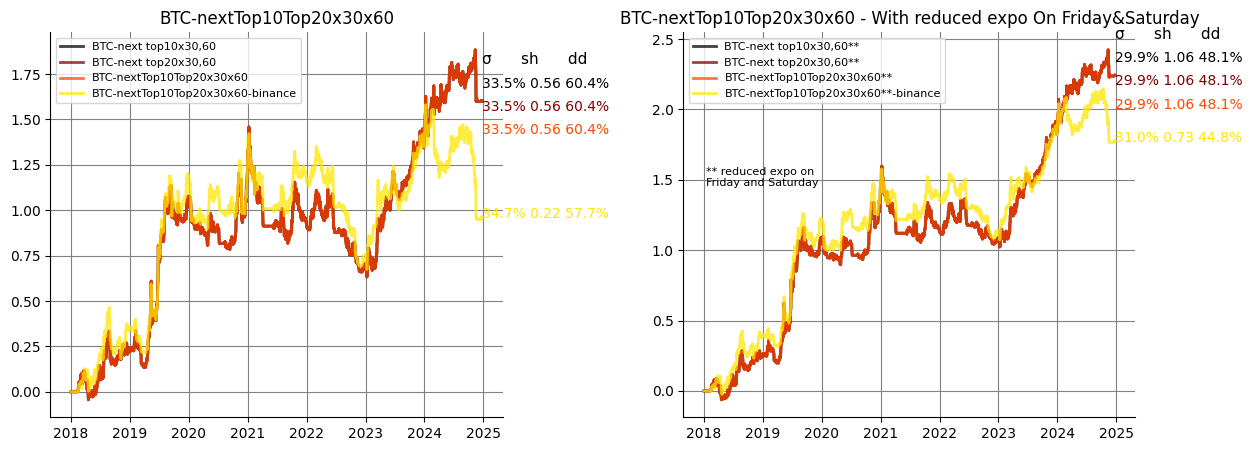 BTC-nextTop10Top20x30x60
BTC-next top10x30,60
BTC-next top20x30,60
BTC-nextTop10Top20x30x60
BTC-nextTop10Top20x30x60-binance
σ sh dd
33.5% 0.56 60.4%
33.5% 0.56 60.4%
33.5% 0.56 60.4%
34.7% 0.22 57.7%
1.75
1.50
1.25
1.00
0.75
0.50
0.25
0.00
2018 2019 2020 2021 2022 2023 2024 2025
BTC-nextTop10Top20x30x60 - With reduced expo On Friday&Saturday
BTC-next top10x30,60**
BTC-next top20x30,60**
BTC-nextTop10Top20x30x60**
BTC-nextTop10Top20x30x60**-binance
σ sh dd
29.9% 1.06 48.1%
29.9% 1.06 48.1%
29.9% 1.06 48.1%
31.0% 0.73 44.8%
** reduced expo on
Friday and Saturday
2.5
2.0
1.5
1.0
0.5
0.0
2018 2019 2020 2021 2022 2023 2024 2025